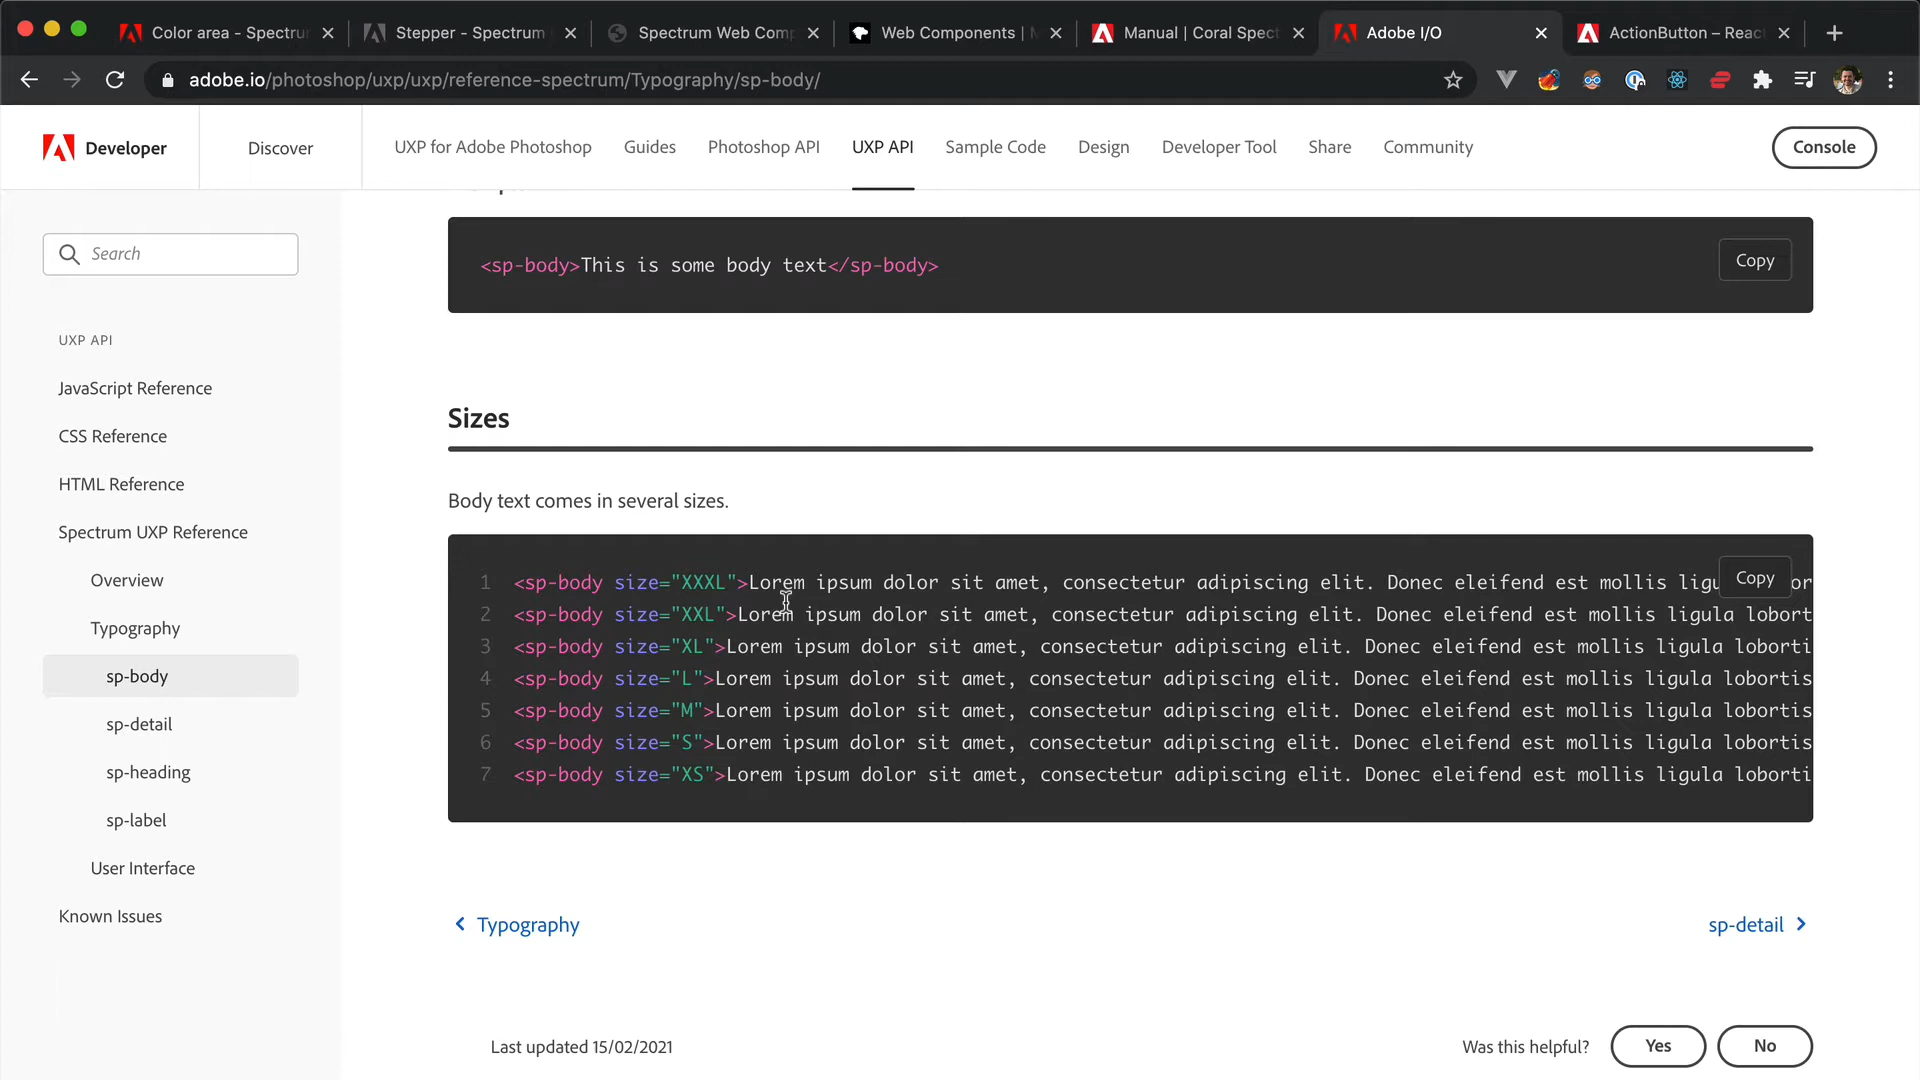 Color area - Spectru
Stepper - Spectrum
Spectrum Web Comp
Web Components | M
Manual | Coral Spect
Adobe I/O
ActionButton – Reac
adobe.io/photoshop/uxp/uxp/reference-spectrum/Typography/sp-body/
Developer
Discover
UXP for Adobe Photoshop
Guides
Photoshop API
UXP API
Sample Code
Design
Developer Tool
Share
Community
Console
Search
UXP API
JavaScript Reference
CSS Reference
HTML Reference
Spectrum UXP Reference
Overview
Typography
sp-body
sp-detail
sp-heading
sp-label
User Interface
Known Issues
<sp-body>This is some body text</sp-body>
Copy
Sizes
Body text comes in several sizes.
Copy
1 <sp-body size="XXXL">Lorem ipsum dolor sit amet, consectetur adipiscing elit. Donec eleifend est mollis ligu or
2 <sp-body size="XXL">Lorem ipsum dolor sit amet, consectetur adipiscing elit. Donec eleifend est mollis ligula lobort
3 <sp-body size="XL">Lorem ipsum dolor sit amet, consectetur adipiscing elit. Donec eleifend est mollis ligula loborti
4 <sp-body size="L">Lorem ipsum dolor sit amet, consectetur adipiscing elit. Donec eleifend est mollis ligula lobortis
5 <sp-body size="M">Lorem ipsum dolor sit amet, consectetur adipiscing elit. Donec eleifend est mollis ligula lobortis
6 <sp-body size="S">Lorem ipsum dolor sit amet, consectetur adipiscing elit. Donec eleifend est mollis ligula lobortis
7 <sp-body size="XS">Lorem ipsum dolor sit amet, consectetur adipiscing elit. Donec eleifend est mollis ligula loborti
Typography
sp-detail
Last updated 15/02/2021
Was this helpful?
Yes
No